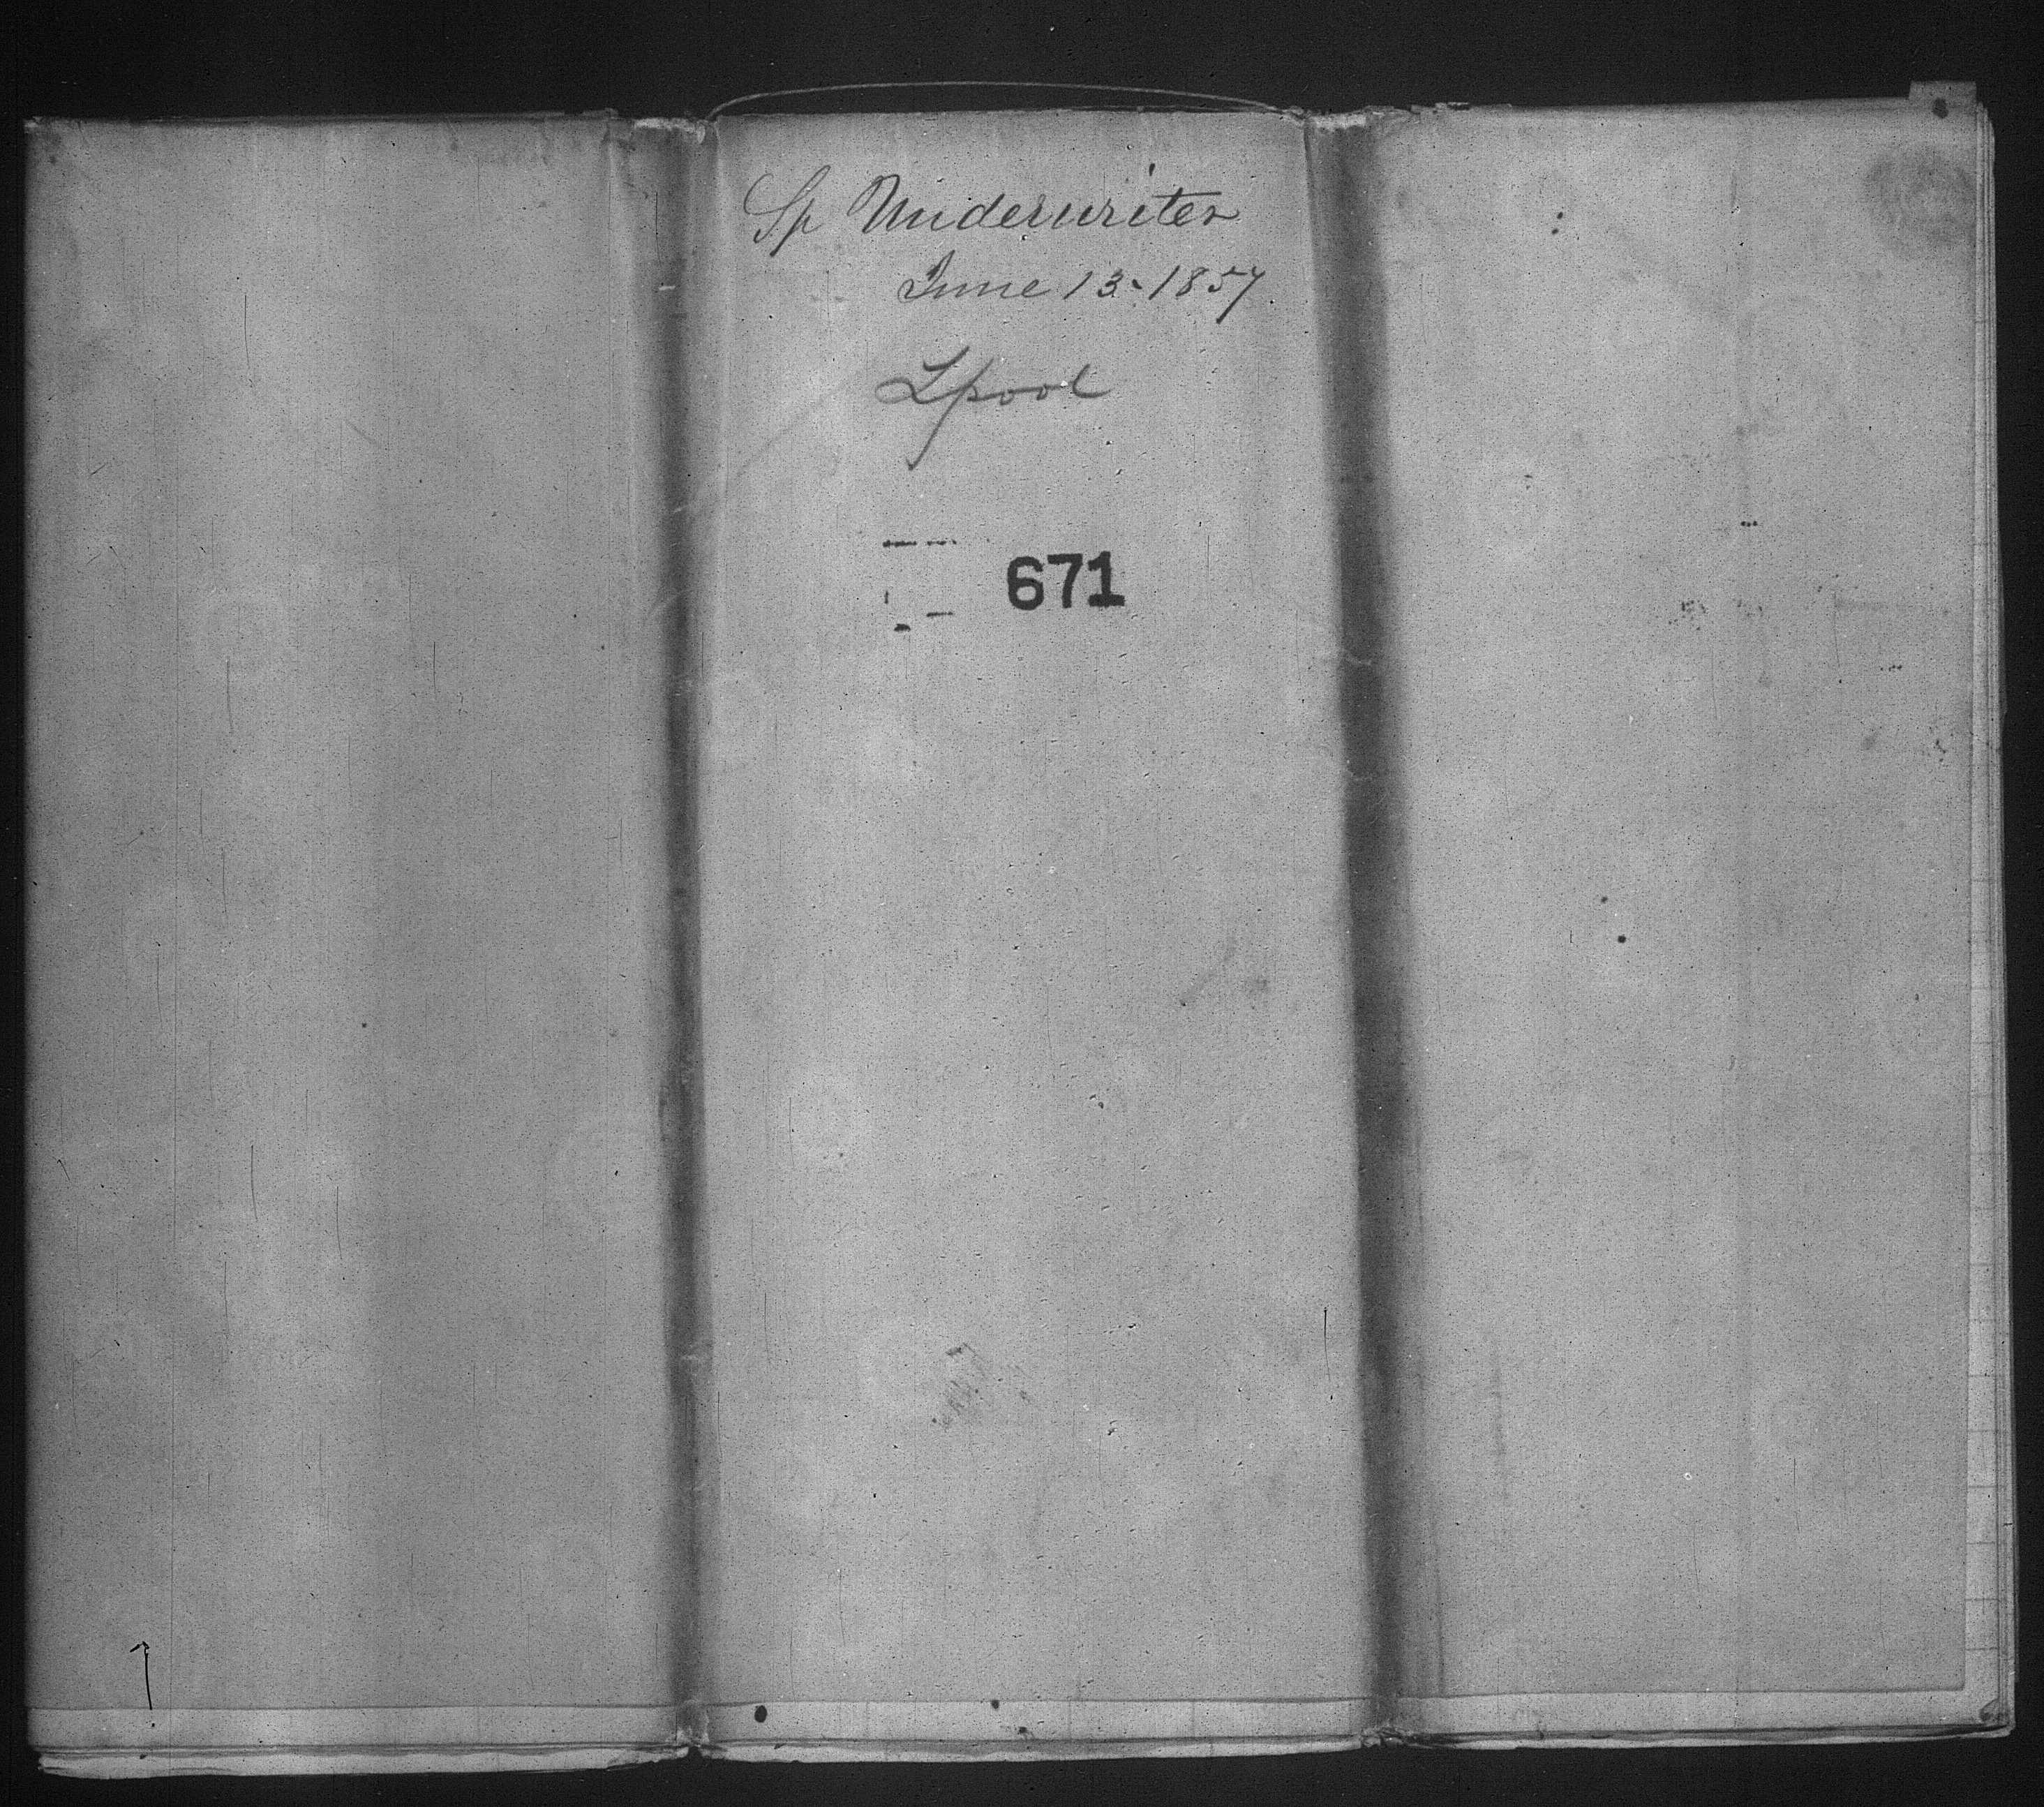 Sp Underwriter
June 13. 1857
Lpool
671